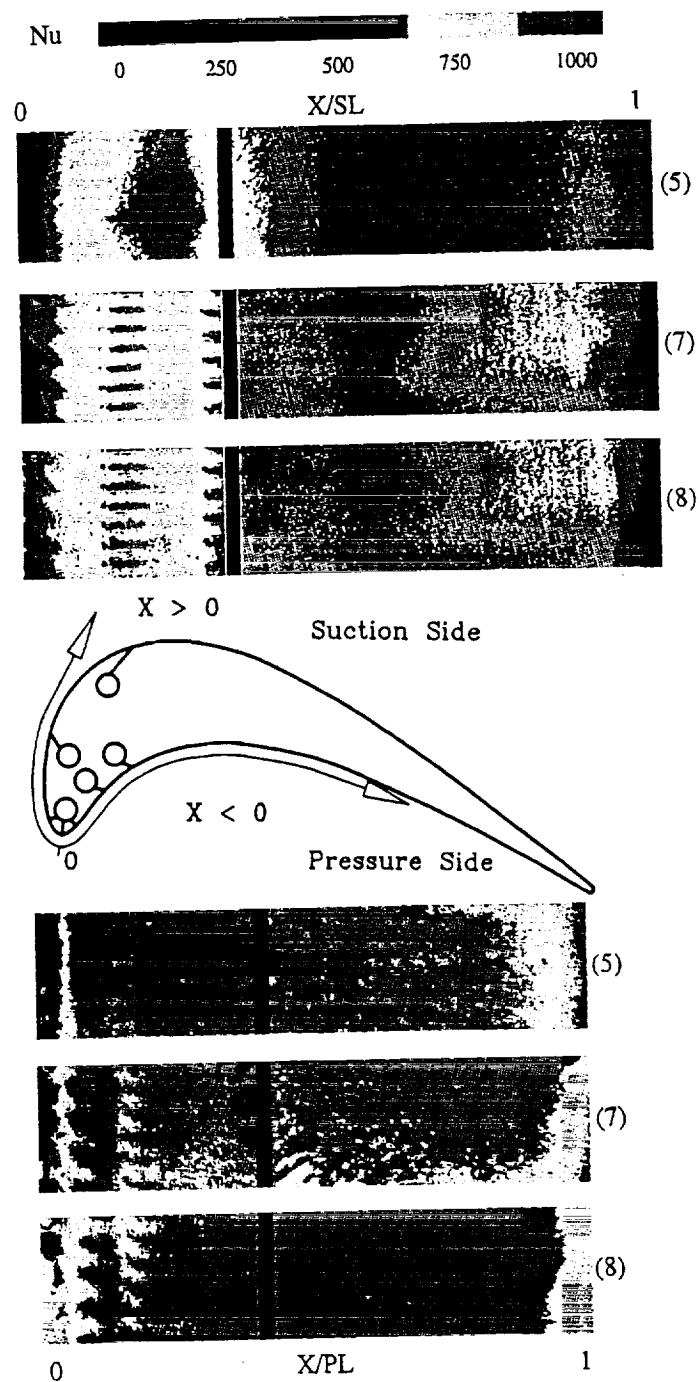 Nu
0 250 500 750 1000
0 X/SL 1
(5)
(7)
(8)
X > 0
Suction Side
X < 0
0
Pressure Side
(5)
(7)
(8)
0 X/PL 1